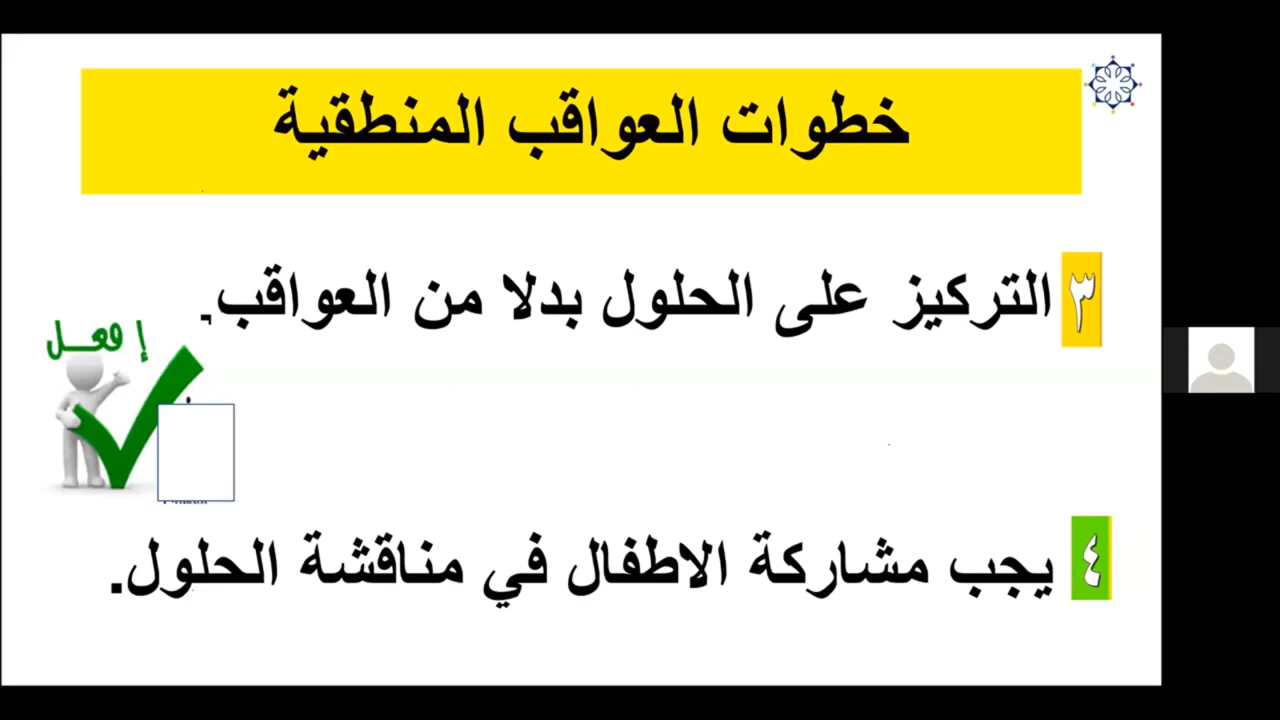 خطوات العواقب المنطقية
٣ التركيز على الحلول بدلا من العواقب.
إفعل
٤ يجب مشاركة الاطفال في مناقشة الحلول.